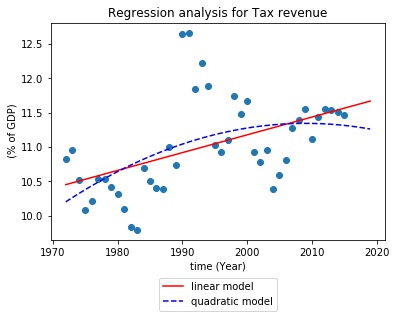 Regression analysis for Tax revenue
(% of GDP)
12.5
12.0
11.5
11.0
10.5
10.0
1970
1980
1990
2000
2010
2020
time (Year)
linear model
quadratic model